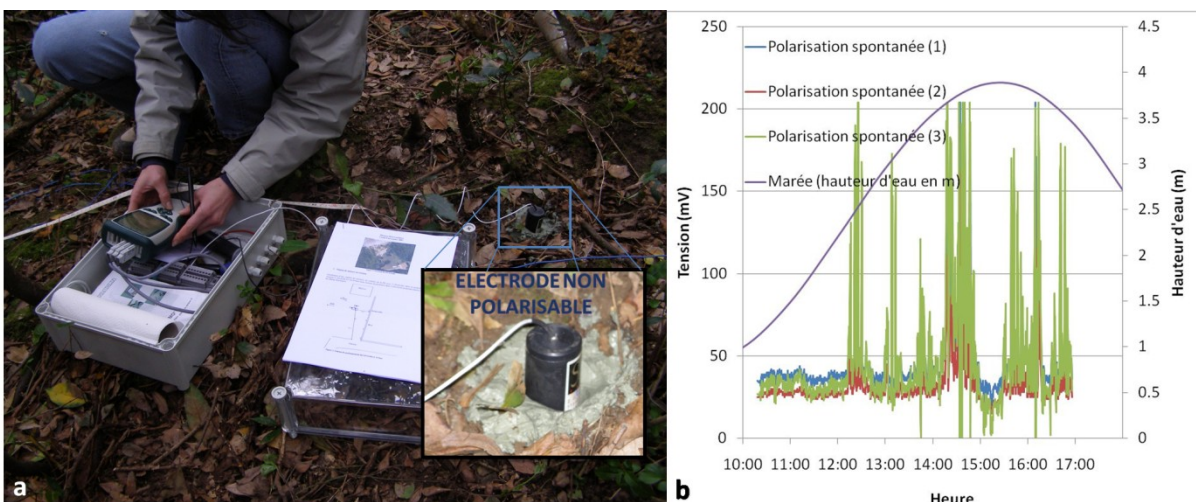 ELECTRODE NON
POLARISABLE
a
250
200
150
100
50
0
Tension (mV)
Polarisation spontanée (1)
Polarisation spontanée (2)
Polarisation spontanée (3)
Marée (hauteur d'eau en m)
4.5
4
3.5
3
2.5
2
1.5
1
0.5
0
Hauteur d'eau (m)
10:00 11:00 12:00 13:00 14:00 15:00 16:00 17:00
Heure
b